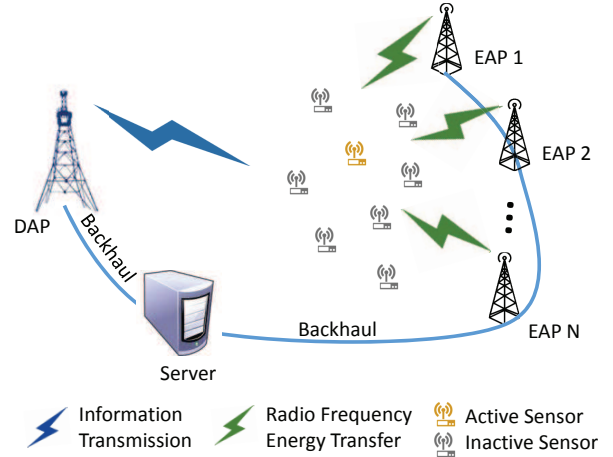 EAP 1
EAP 2
DAP
Backhaul
EAP N
Backhaul
Server
Information
Transmission
Radio Frequency
Energy Transfer
Active Sensor
Inactive Sensor